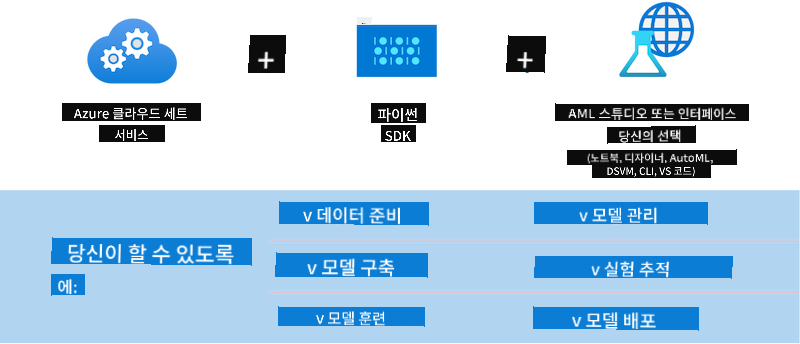 +
+
Azure 클라우드 세트
서비스
파이썬
SDK
AML 스튜디오 또는 인터페이스
당신의 선택
(노트북, 디자이너, AutoML,
DSVM, CLI, VS 코드)
당신이 할 수 있도록
에:
v 데이터 준비
v 모델 관리
v 모델 구축
v 실험 추적
v 모델 훈련
v 모델 배포